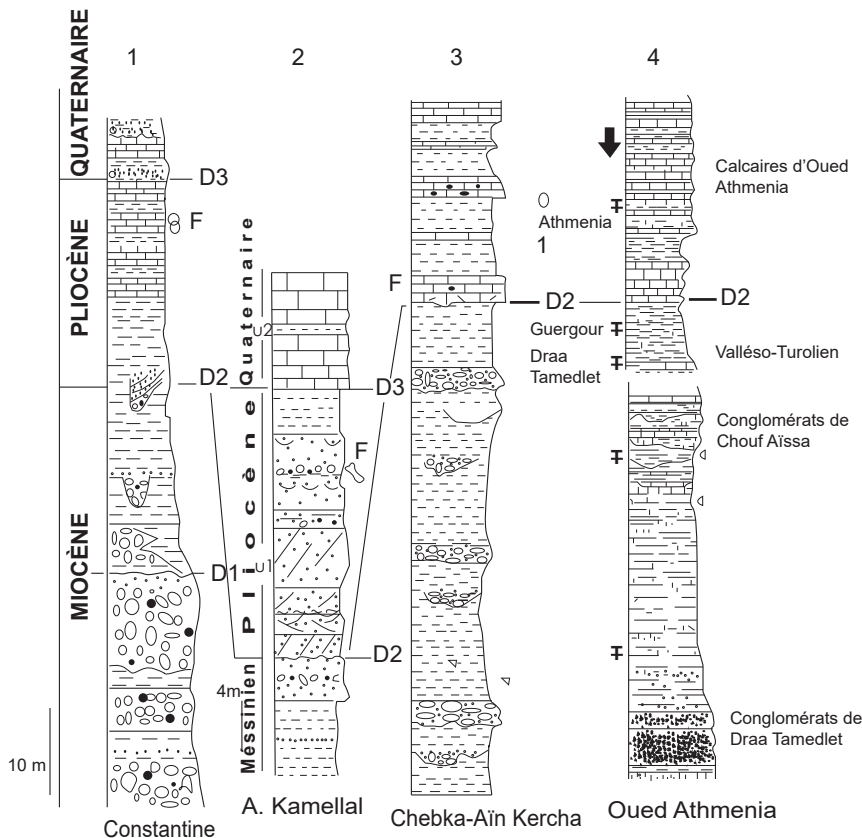 1
2
3
4
QUATERNAIRE
PLIOCÈNE
MIOCÈNE
D3
F
D2
D1
10 m
Constantine
Quaternaire
Pliocène
Méssinien
U2
D3
F
U1
D2
4m
A. Kamellal
F
D2
Chebka-Aïn Kercha
Athmenia
1
Guergour
Draa
Tamedlet
Calcaires d'Oued
Athmenia
D2
Valléso-Turolien
Conglomérats de
Chouf Aïssa
Conglomérats de
Draa Tamedlet
Oued Athmenia